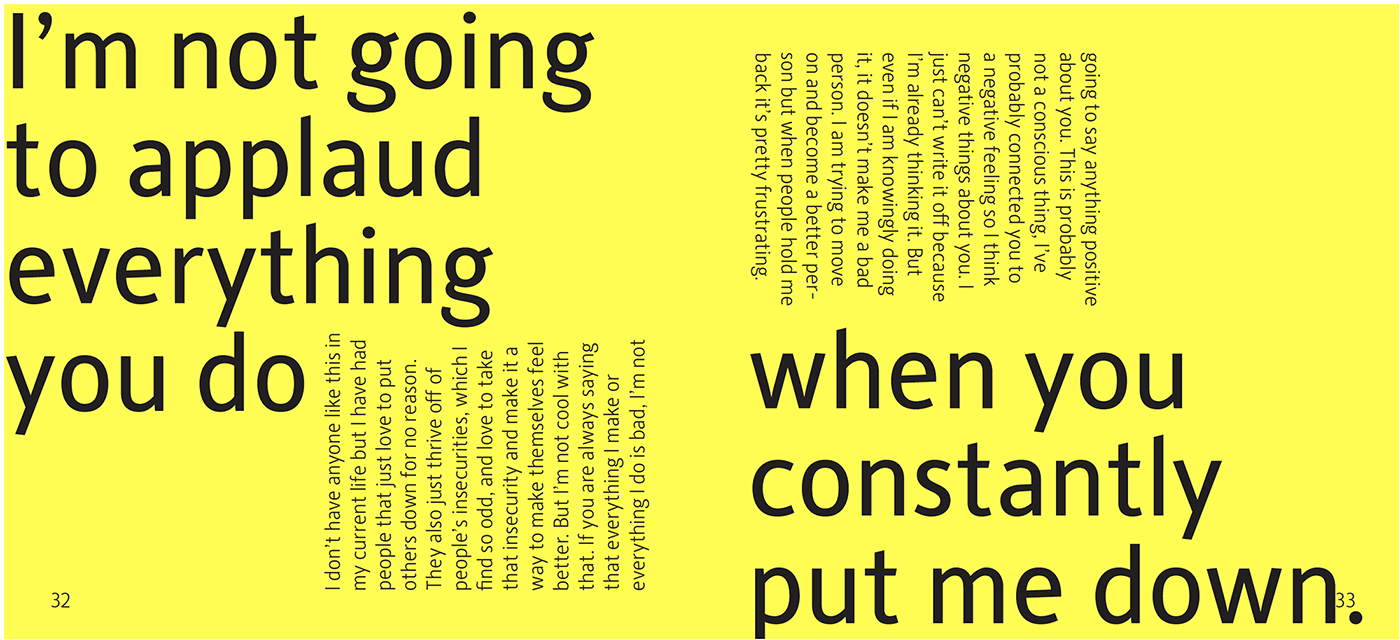 I'm not going
to applaud
everything
you do
I don't have anyone like this in
my current life but I have had
people that just love to put
others down for no reason.
They also just thrive off of
people's insecurities, which I
find so odd, and love to take
that insecurity and make it a
way to make themselves feel
better. But I'm not cool with
that. If you are always saying
that everything I make or
everything I do is bad, I'm not
32
going to say anything positive
about you. This is probably
not a conscious thing, I've
probably connected you to
a negative feeling so I think
negative things about you. I
just can't write it off because
I'm already thinking it. But
even if I am knowingly doing
it, it doesn't make me a bad
person. I am trying to move
on and become a better per-
son but when people hold me
back it's pretty frustrating.
when you
constantly
put me down.
33